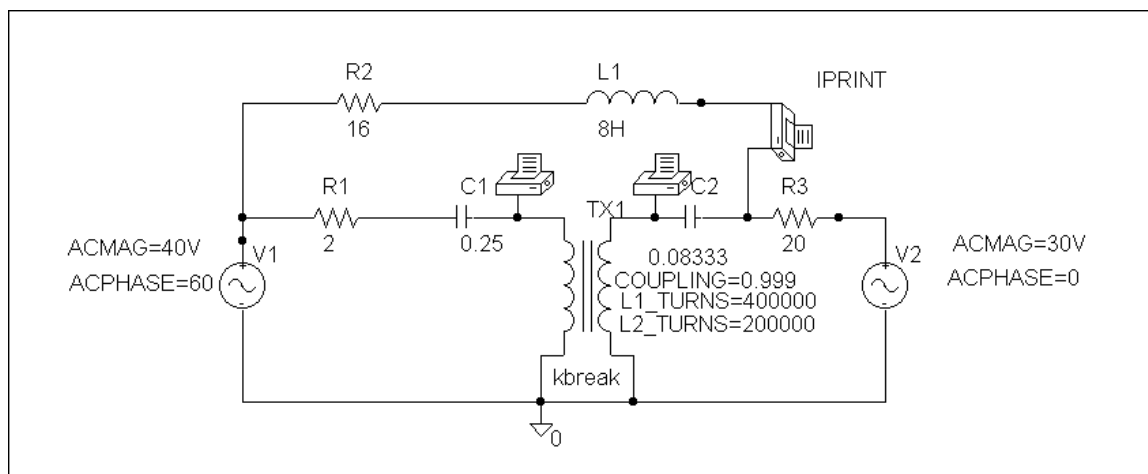 R2
L1
IPRINT
16
8H
R1
C1
C2
R3
TX1
2
0.25
20
ACMAG=40V
ACPHASE=60
V1
0.08333
COUPLING=0.999
L1_TURNS=400000
L2_TURNS=200000
V2
ACMAG=30V
ACPHASE=0
kbreak
0